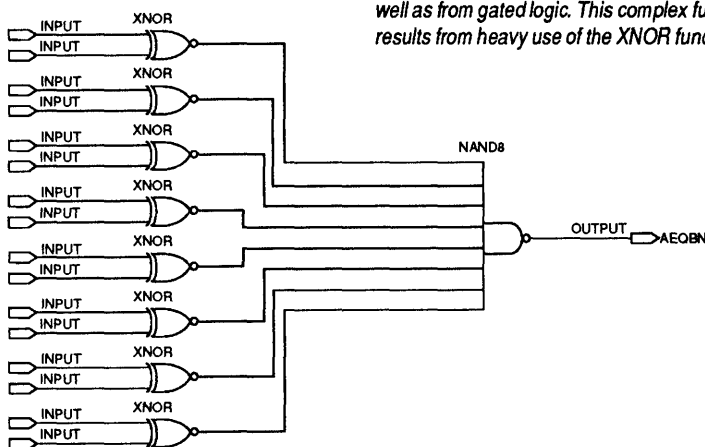 well as from gated logic. This complex fu
results from heavy use of the XNOR func
INPUT XNOR
INPUT
INPUT XNOR
INPUT
INPUT XNOR
INPUT
NAND8
INPUT XNOR
INPUT
OUTPUT AEQBN
INPUT XNOR
INPUT
INPUT XNOR
INPUT
INPUT XNOR
INPUT
INPUT XNOR
INPUT